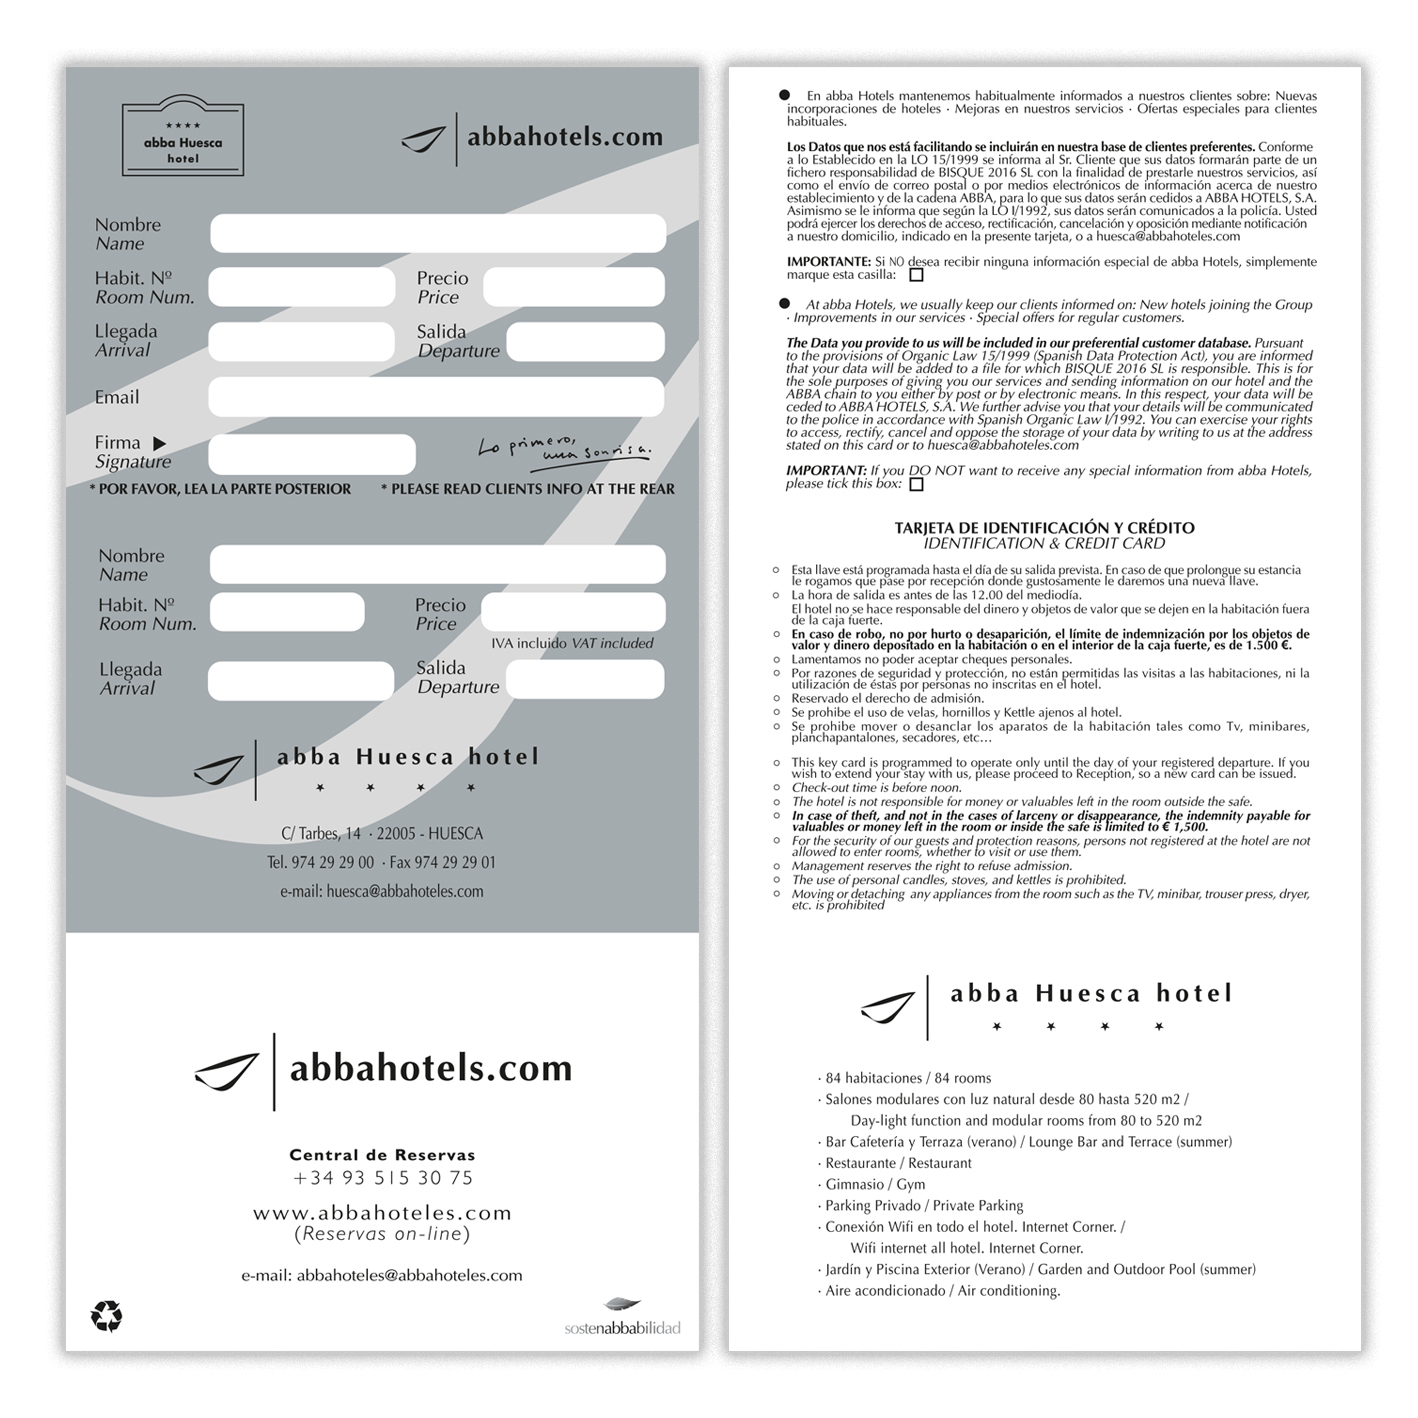 ★ ★ ★ ★
abba Huesca
hotel
abbahotels.com
Nombre
Name
Habit. Nº
Room Num.
Precio
Price
Llegada
Arrival
Salida
Departure
Email
Firma ▶
Signature
Lo primero,
una sonrisa.
* POR FAVOR, LEA LA PARTE POSTERIOR
* PLEASE READ CLIENTS INFO AT THE REAR
Nombre
Name
Habit. Nº
Room Num.
Precio
Price
IVA incluido VAT included
Llegada
Arrival
Salida
Departure
abba Huesca hotel
★ ★ ★ ★
C/ Tarbes, 14 · 22005 - HUESCA
Tel. 974 29 29 00 · Fax 974 29 29 01
e-mail: huesca@abbahoteles.com
abbahotels.com
Central de Reservas
+34 93 515 30 75
www.abbahoteles.com
(Reservas on-line)
e-mail: abbahoteles@abbahoteles.com
sostenabbabilidad
● En abba Hotels mantenemos habitualmente informados a nuestros clientes sobre: Nuevas
incorporaciones de hoteles · Mejoras en nuestros servicios · Ofertas especiales para clientes
habituales.
Los Datos que nos está facilitando se incluirán en nuestra base de clientes preferentes. Conforme
a lo Establecido en la LO 15/1999 se informa al Sr. Cliente que sus datos formarán parte de un
fichero responsabilidad de BISQUE 2016 SL con la finalidad de prestarle nuestros servicios, así
como el envío de correo postal o por medios electrónicos de información acerca de nuestro
establecimiento y de la cadena ABBA, para lo que sus datos serán cedidos a ABBA HOTELS, S.A.
Asimismo se le informa que según la LO I/1992, sus datos serán comunicados a la policía. Usted
podrá ejercer los derechos de acceso, rectificación, cancelación y oposición mediante notificación
a nuestro domicilio, indicado en la presente tarjeta, o a huesca@abbahoteles.com
IMPORTANTE: Si NO desea recibir ninguna información especial de abba Hotels, simplemente
marque esta casilla: □
● At abba Hotels, we usually keep our clients informed on: New hotels joining the Group
· Improvements in our services · Special offers for regular customers.
The Data you provide to us will be included in our preferential customer database. Pursuant
to the provisions of Organic Law 15/1999 (Spanish Data Protection Act), you are informed
that your data will be added to a file for which BISQUE 2016 SL is responsible. This is for
the sole purposes of giving you our services and sending information on our hotel and the
ABBA chain to you either by post or by electronic means. In this respect, your data will be
ceded to ABBA HOTELS, S.A. We further advise you that your details will be communicated
to the police in accordance with Spanish Organic Law I/1992. You can exercise your rights
to access, rectify, cancel and oppose the storage of your data by writing to us at the address
stated on this card or to huesca@abbahoteles.com
IMPORTANT: If you DO NOT want to receive any special information from abba Hotels,
please tick this box: □
TARJETA DE IDENTIFICACIÓN Y CRÉDITO
IDENTIFICATION & CREDIT CARD
○ Esta llave está programada hasta el día de su salida prevista. En caso de que prolongue su estancia
le rogamos que pase por recepción donde gustosamente le daremos una nueva llave.
○ La hora de salida es antes de las 12.00 del mediodía.
El hotel no se hace responsable del dinero y objetos de valor que se dejen en la habitación fuera
de la caja fuerte.
○ En caso de robo, no por hurto o desaparición, el límite de indemnización por los objetos de
valor y dinero depositado en la habitación o en el interior de la caja fuerte, es de 1.500 €.
○ Lamentamos no poder aceptar cheques personales.
○ Por razones de seguridad y protección, no están permitidas las visitas a las habitaciones, ni la
utilización de éstas por personas no inscritas en el hotel.
○ Reservado el derecho de admisión.
○ Se prohibe el uso de velas, hornillos y Kettle ajenos al hotel.
○ Se prohibe mover o desanclar los aparatos de la habitación tales como Tv, minibares,
planchapantalones, secadores, etc...
○ This key card is programmed to operate only until the day of your registered departure. If you
wish to extend your stay with us, please proceed to Reception, so a new card can be issued.
○ Check-out time is before noon.
○ The hotel is not responsible for money or valuables left in the room outside the safe.
○ In case of theft, and not in the cases of larceny or disappearance, the indemnity payable for
valuables or money left in the room or inside the safe is limited to € 1,500.
○ For the security of our guests and protection reasons, persons not registered at the hotel are not
allowed to enter rooms, whether to visit or use them.
○ Management reserves the right to refuse admission.
○ The use of personal candles, stoves, and kettles is prohibited.
○ Moving or detaching any appliances from the room such as the TV, minibar, trouser press, dryer,
etc. is prohibited
abba Huesca hotel
★ ★ ★ ★
· 84 habitaciones / 84 rooms
· Salones modulares con luz natural desde 80 hasta 520 m2 /
Day-light function and modular rooms from 80 to 520 m2
· Bar Cafetería y Terraza (verano) / Lounge Bar and Terrace (summer)
· Restaurante / Restaurant
· Gimnasio / Gym
· Parking Privado / Private Parking
· Conexión Wifi en todo el hotel. Internet Corner. /
Wifi internet all hotel. Internet Corner.
· Jardín y Piscina Exterior (Verano) / Garden and Outdoor Pool (summer)
· Aire acondicionado / Air conditioning.